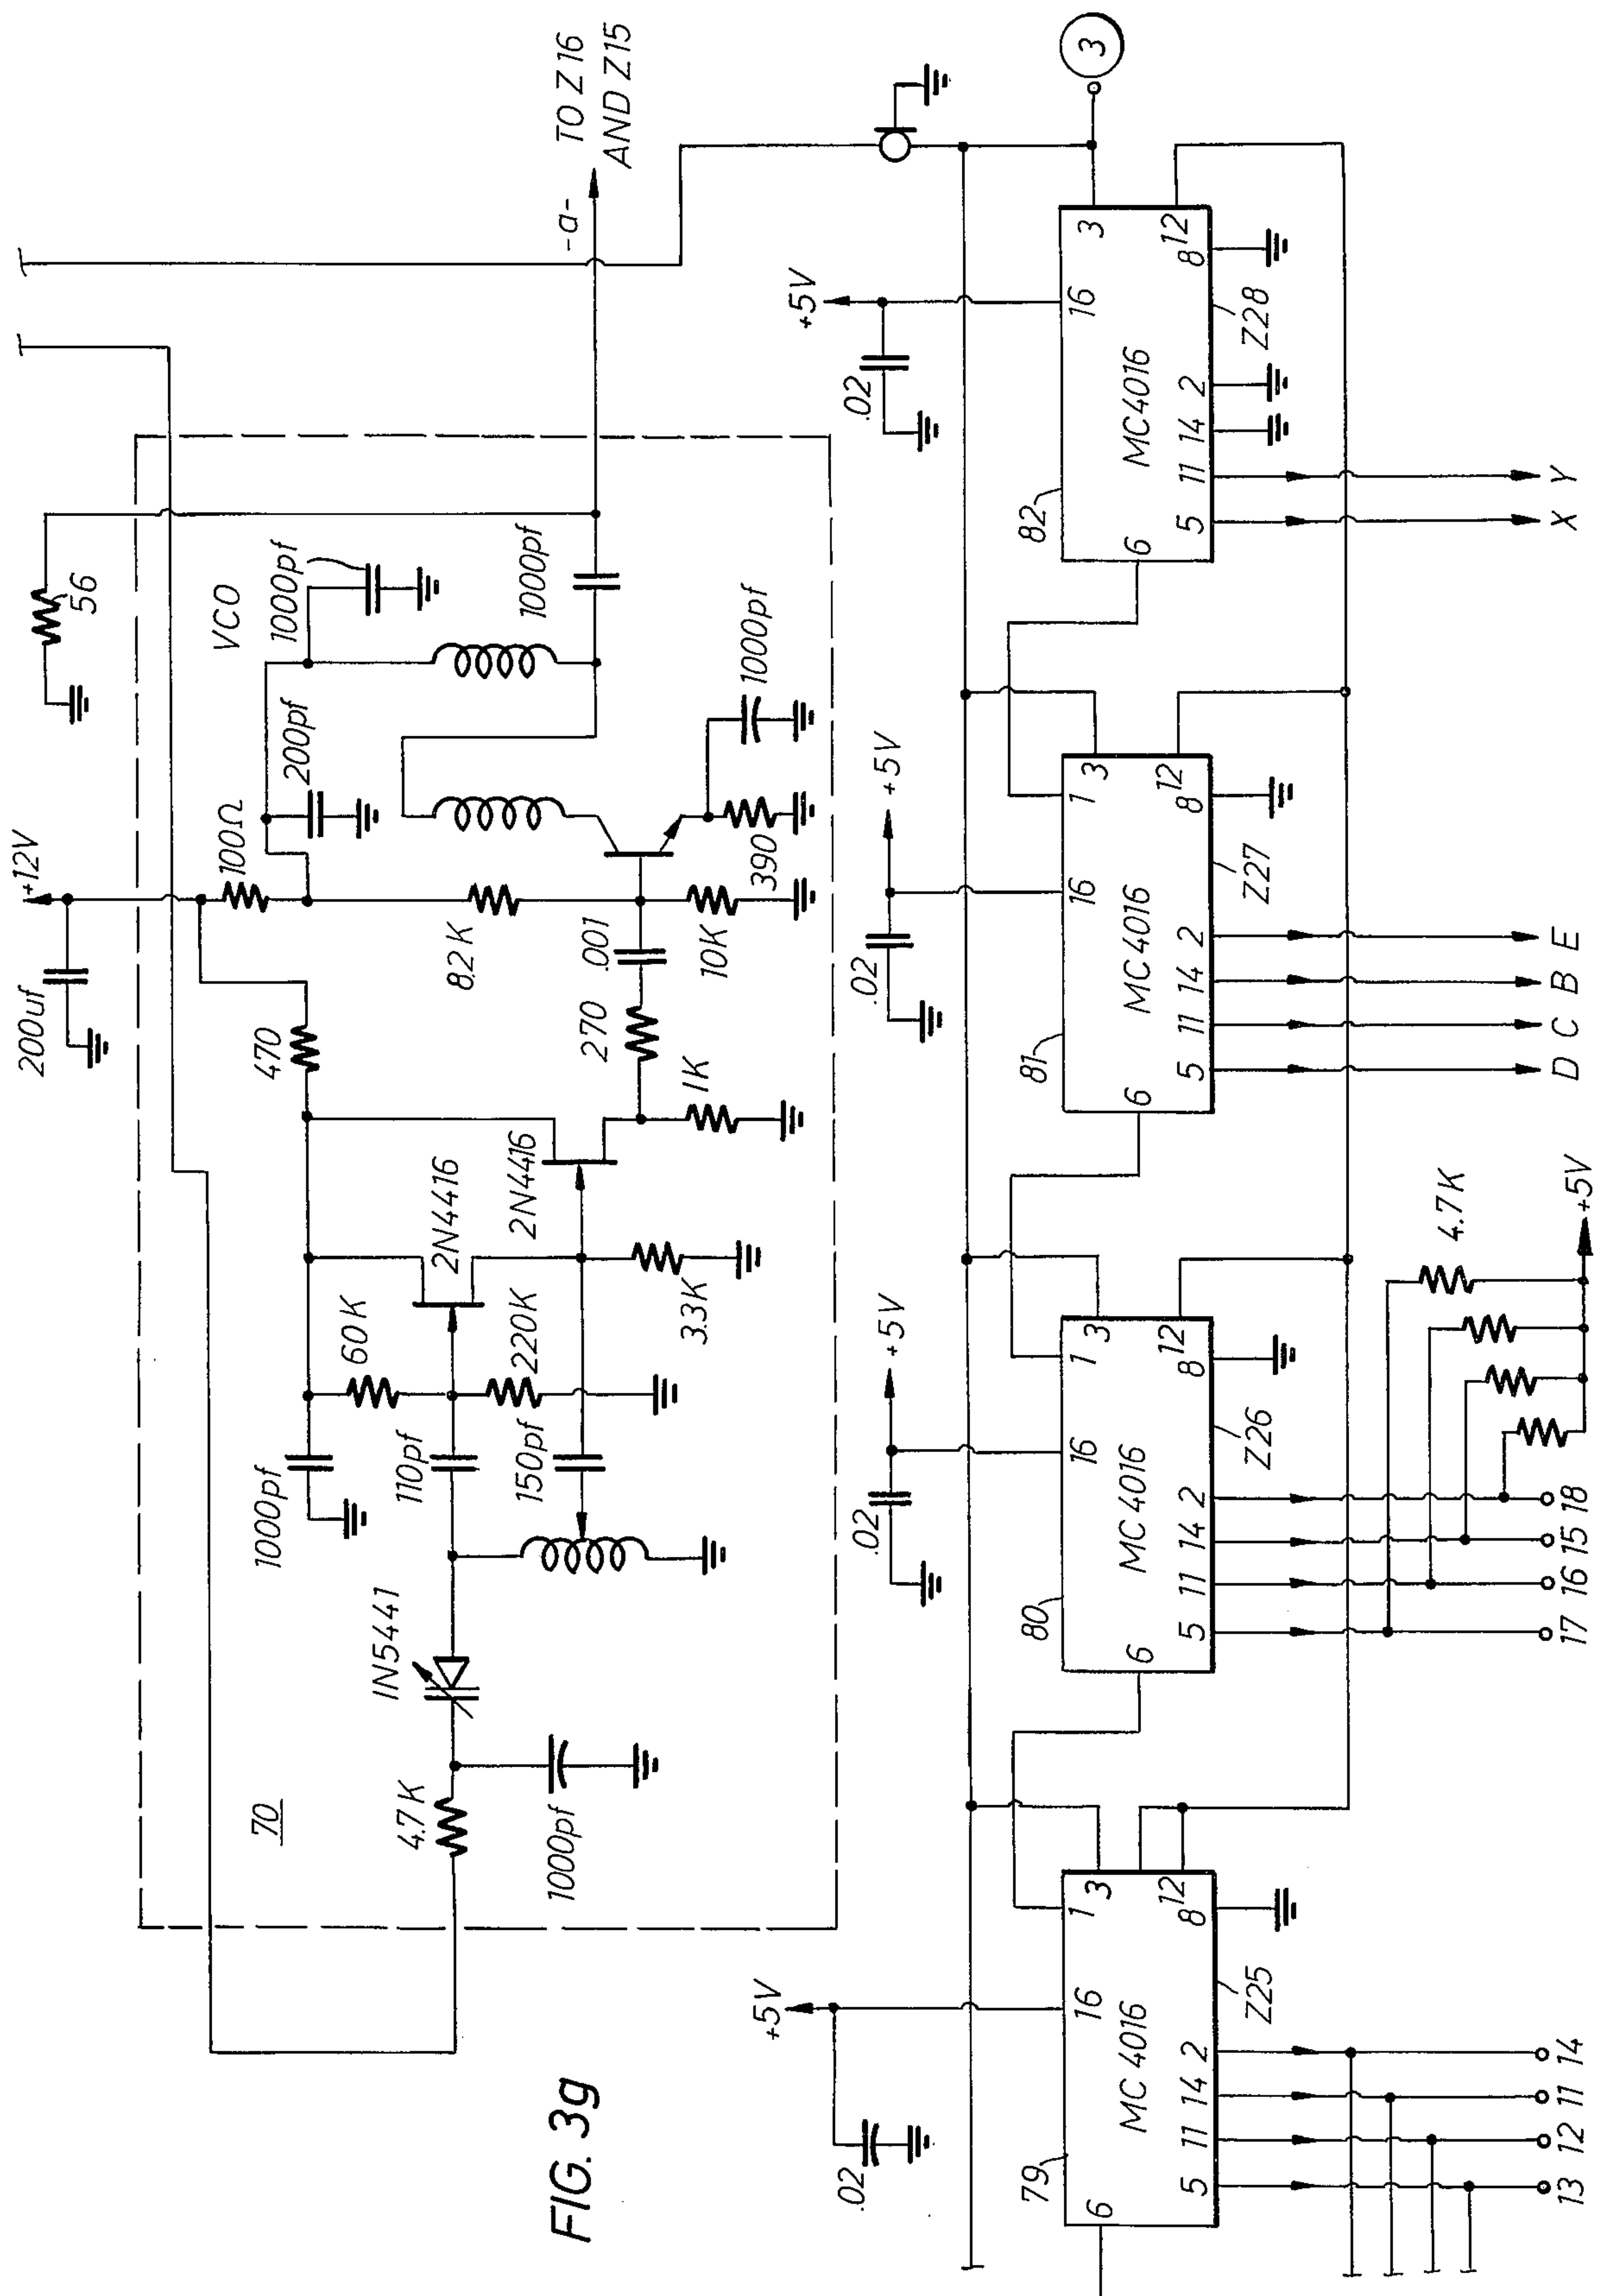 FIG. 3g
70
VCO
+12V
200uf
56
100Ω
200pf
1000pf
1000pf
1000pf
470
8.2K
.001
270
10K
390
1K
2N4416
2N4416
60K
220K
3.3K
1000pf
110pf
150pf
IN5441
4.7K
1000pf
-a-
TO Z16
AND Z15
3
+5V
.02
79
MC4016
Z25
6
16
1
3
12
8
5
11
14
2
13
12
11
14
+5V
.02
80
MC4016
Z26
6
16
1
3
12
8
5
11
14
2
17
16
15
18
4.7K
+5V
+5V
.02
81
MC4016
Z27
6
16
1
3
12
8
5
11
14
2
D
C
B
E
+5V
.02
82
MC4016
Z28
6
16
3
12
8
5
11
14
2
X
Y